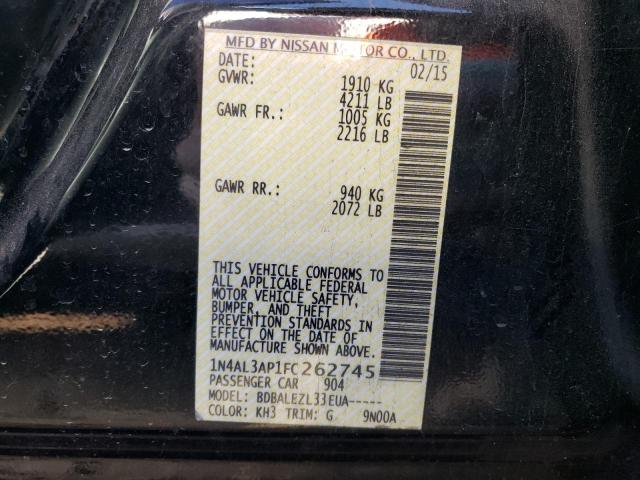 MFD BY NISSAN MOTOR CO., LTD.
DATE: 02/15
GVWR: 1910 KG
4211 LB
GAWR FR.: 1005 KG
2216 LB
GAWR RR.: 940 KG
2072 LB
THIS VEHICLE CONFORMS TO
ALL APPLICABLE FEDERAL
MOTOR VEHICLE SAFETY,
BUMPER, AND THEFT
PREVENTION STANDARDS IN
EFFECT ON THE DATE OF
MANUFACTURE SHOWN ABOVE.
1N4AL3AP1FC262745
PASSENGER CAR 904
MODEL: BDBALEZL33EUA-----
COLOR: KH3 TRIM: G 9N00A